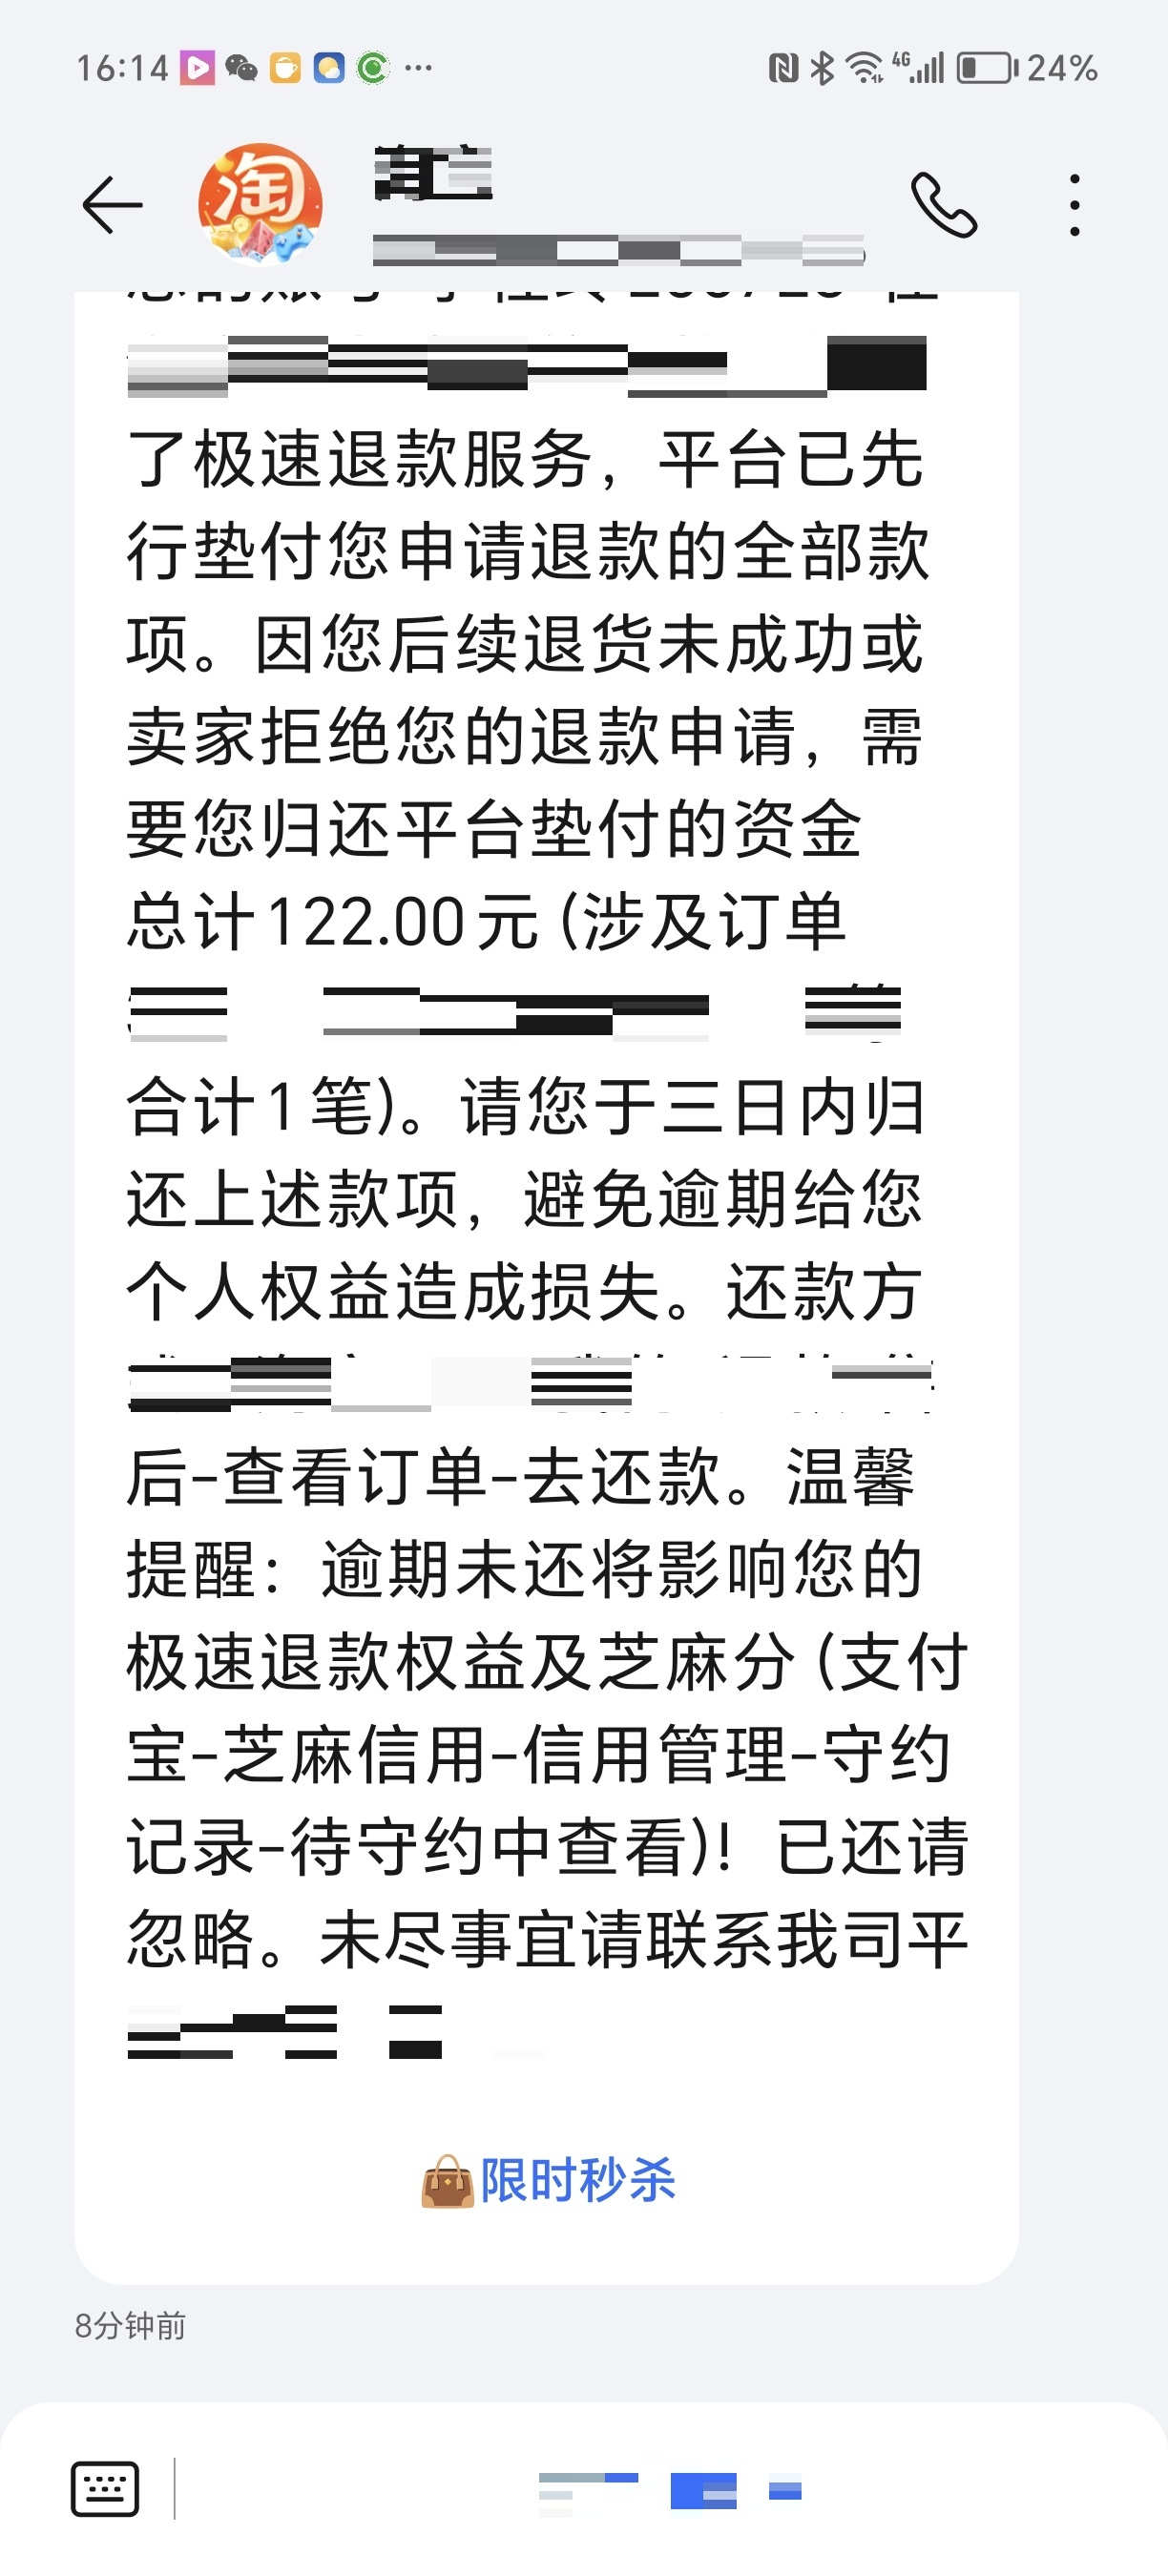 16:14
4G
24%
淘
了极速退款服务，平台已先
行垫付您申请退款的全部款
项。因您后续退货未成功或
卖家拒绝您的退款申请，需
要您归还平台垫付的资金
总计122.00元(涉及订单
合计1笔)。请您于三日内归
还上述款项，避免逾期给您
个人权益造成损失。还款方
后-查看订单-去还款。温馨
提醒：逾期未还将影响您的
极速退款权益及芝麻分(支付
宝-芝麻信用-信用管理-守约
记录-待守约中查看)！已还请
忽略。未尽事宜请联系我司平
限时秒杀
8分钟前